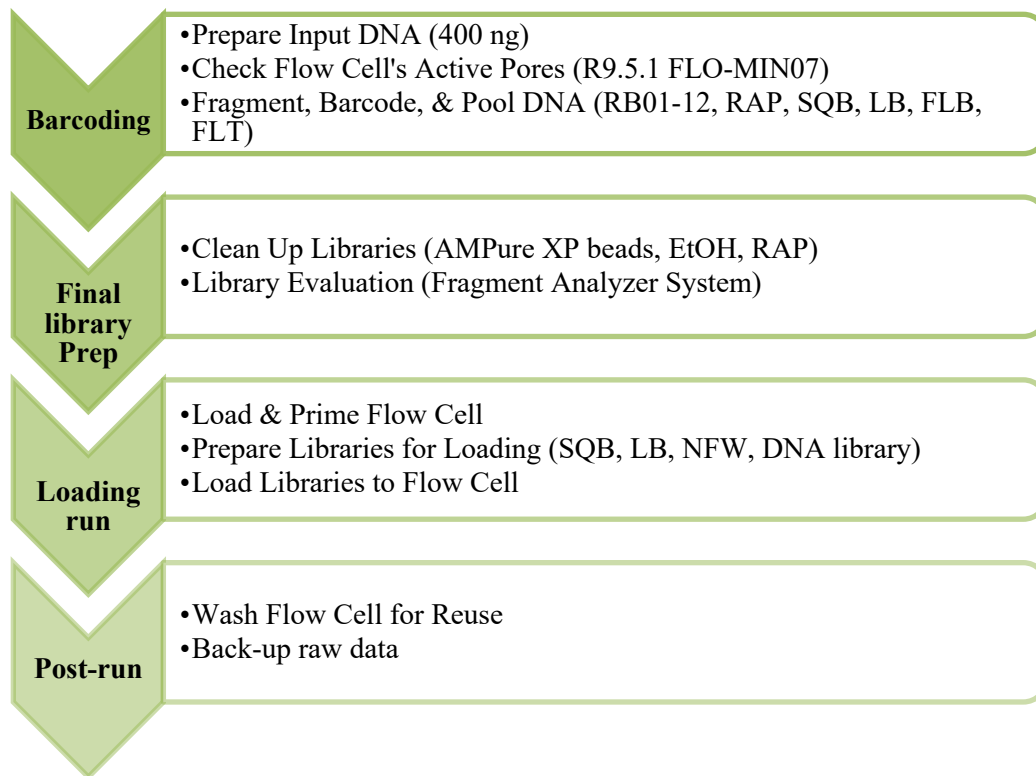 Barcoding
•Prepare Input DNA (400 ng)
•Check Flow Cell's Active Pores (R9.5.1 FLO-MIN07)
•Fragment, Barcode, & Pool DNA (RB01-12, RAP, SQB, LB, FLB,
FLT)
Final
library
Prep
•Clean Up Libraries (AMPure XP beads, EtOH, RAP)
•Library Evaluation (Fragment Analyzer System)
Loading
run
•Load & Prime Flow Cell
•Prepare Libraries for Loading (SQB, LB, NFW, DNA library)
•Load Libraries to Flow Cell
Post-run
•Wash Flow Cell for Reuse
•Back-up raw data